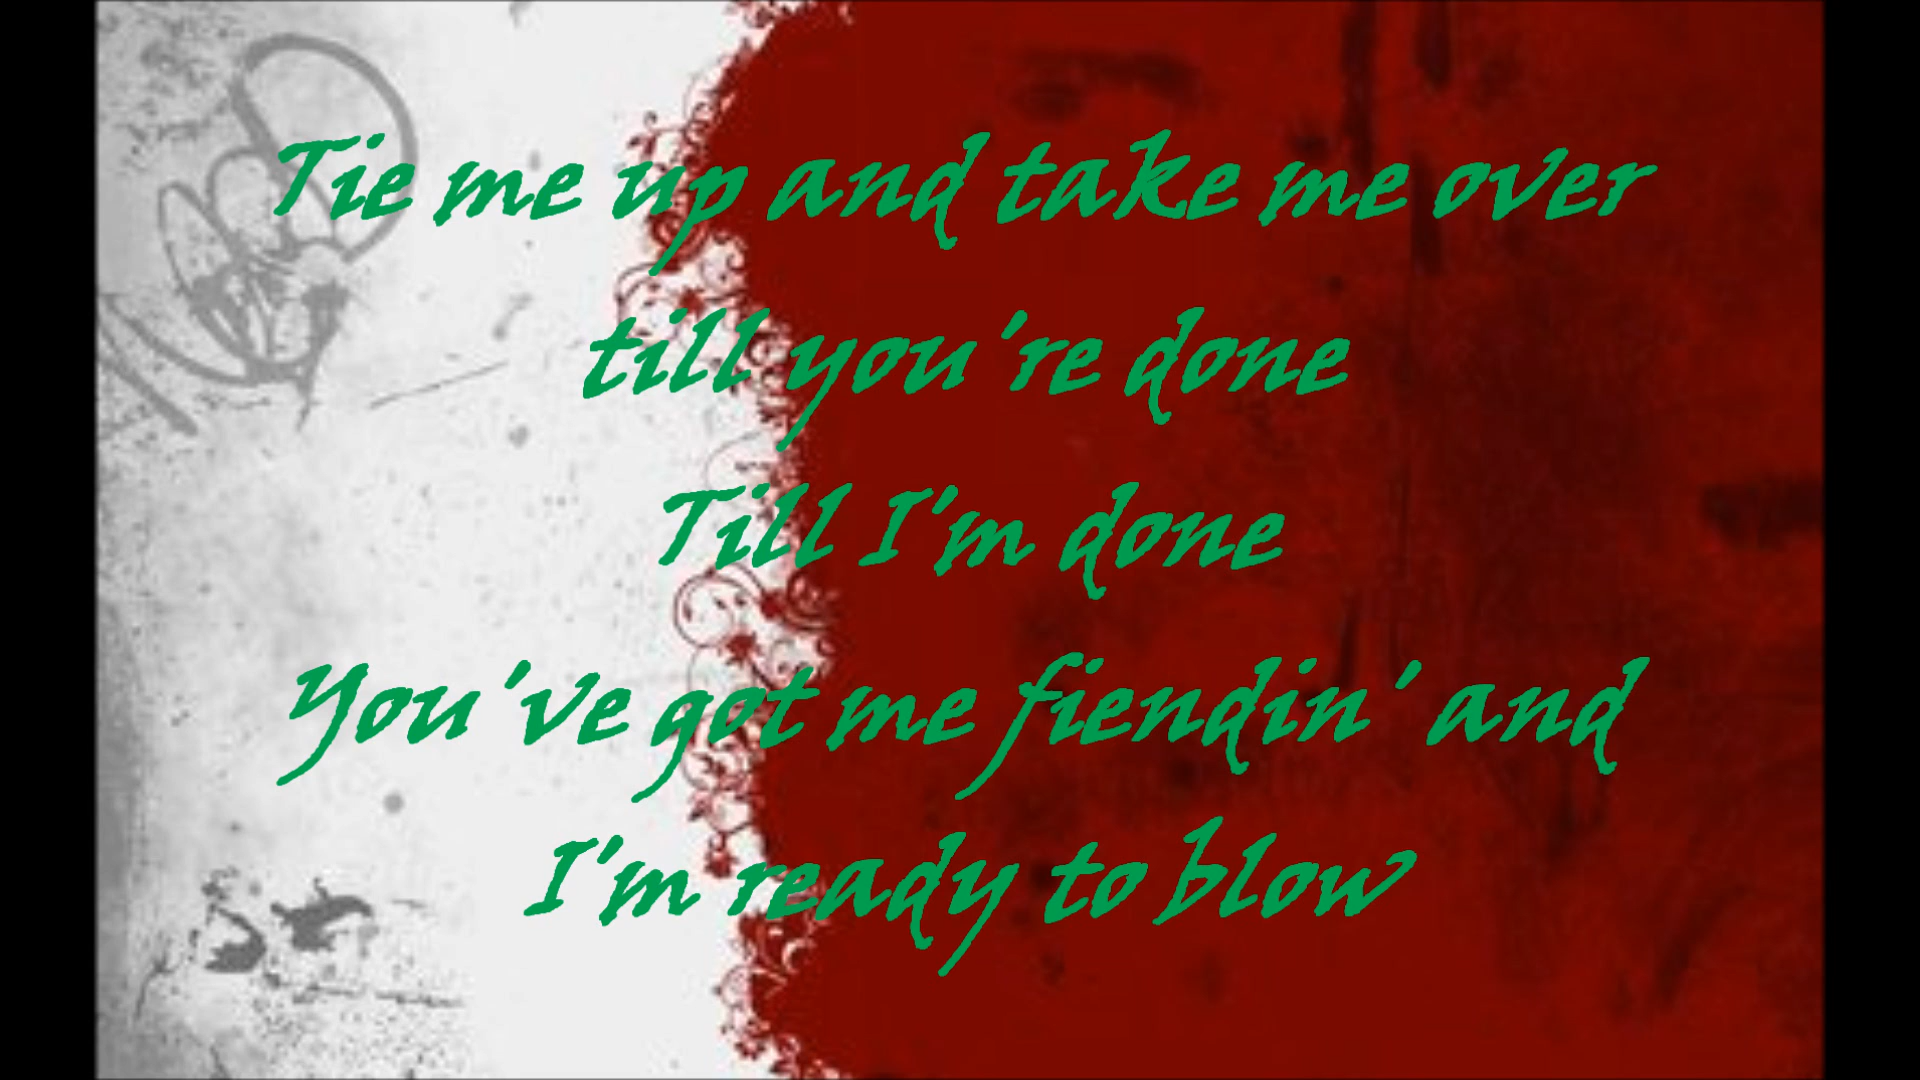 Tie me up and take me over
till you're done
Till I'm done
You've got me fiendin' and
I'm ready to blow